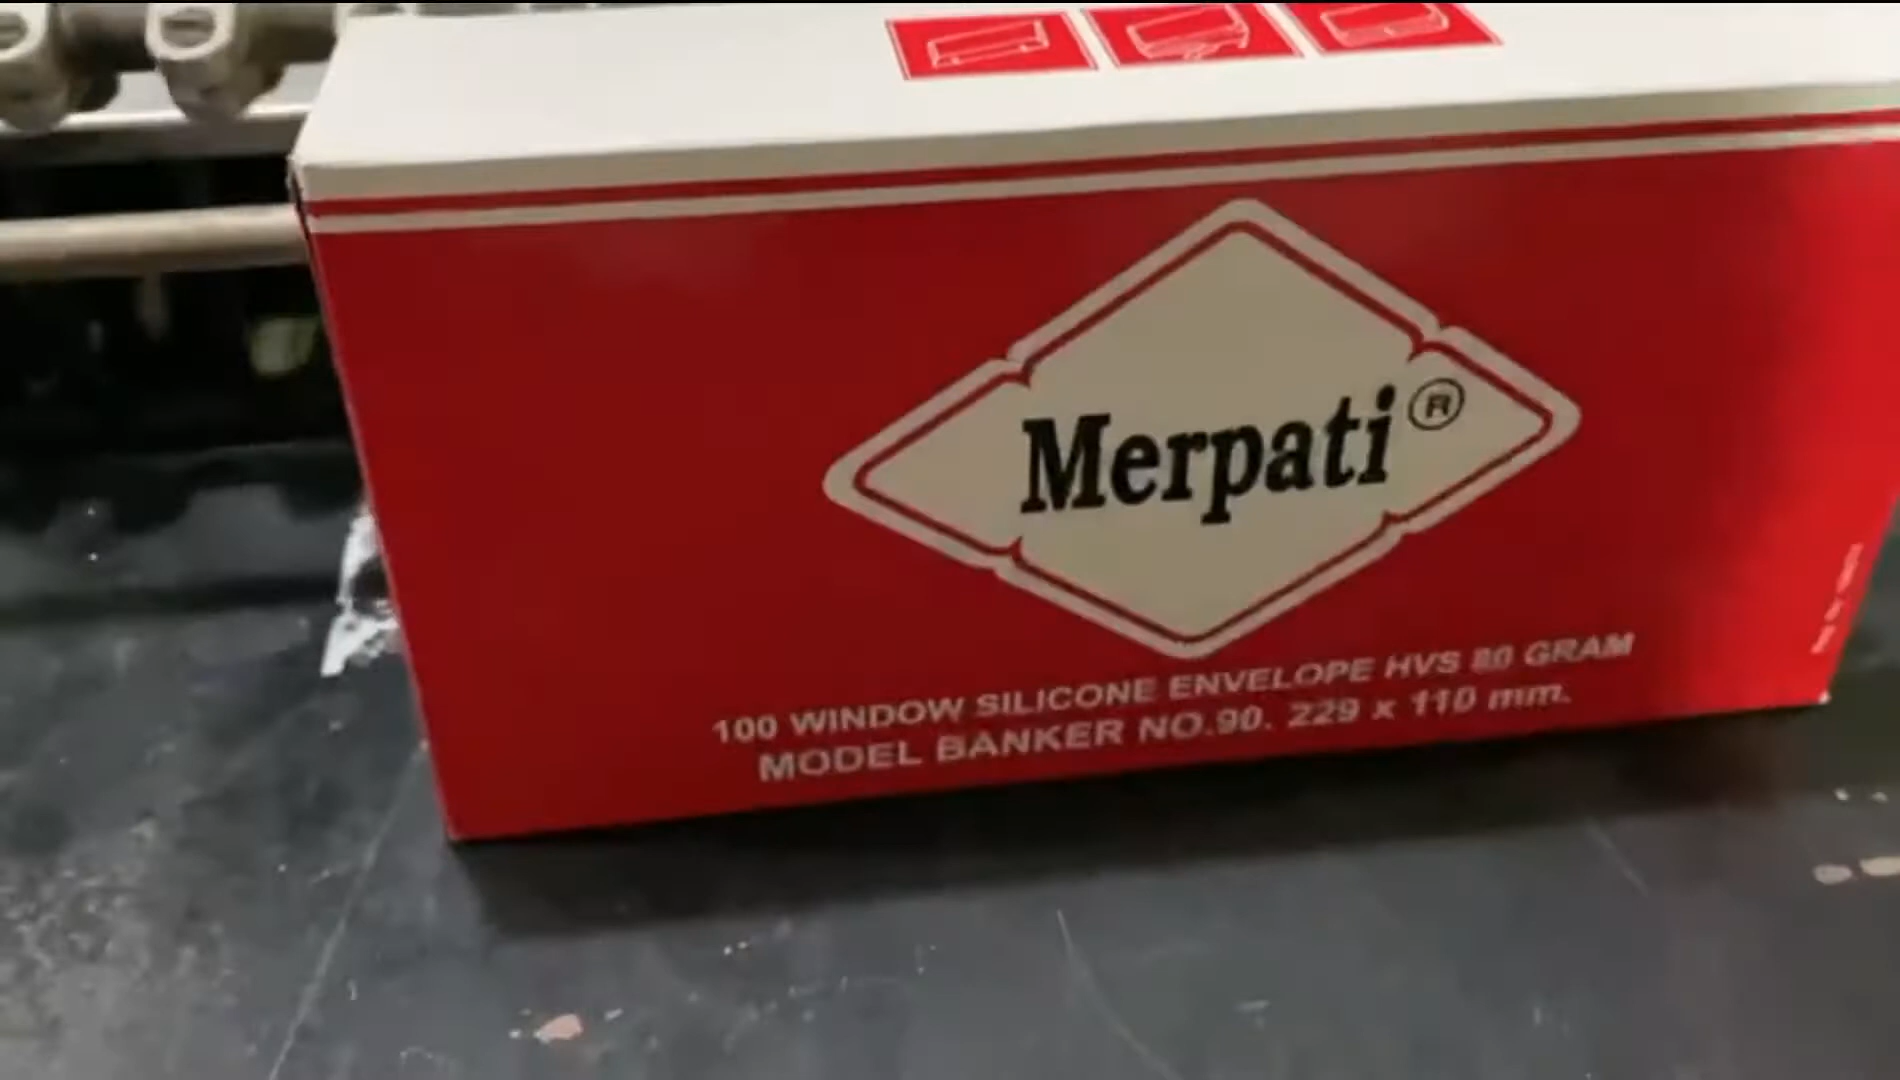 Merpati ®
100 WINDOW SILICONE ENVELOPE HVS 80 GRAM
MODEL BANKER NO.90. 229 x 110 mm.